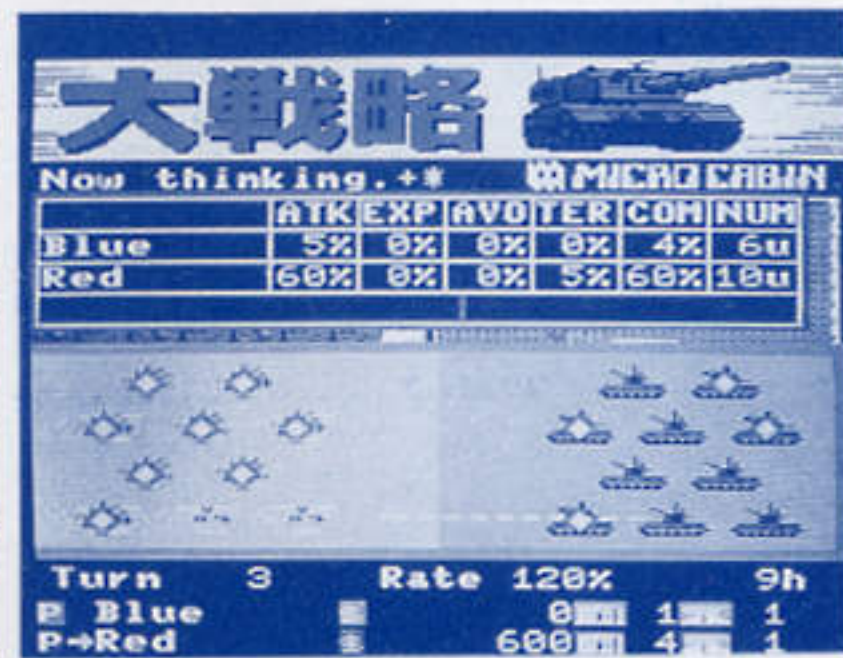 大戦略
Now thinking.+* MICRO CABIN
ATK EXP AVO TER COM NUM
Blue 5% 0% 0% 0% 4% 6u
Red 60% 0% 0% 5% 60% 10u
Turn 3 Rate 120% 9h
P Blue 0 1 1
P→Red 600 4 1